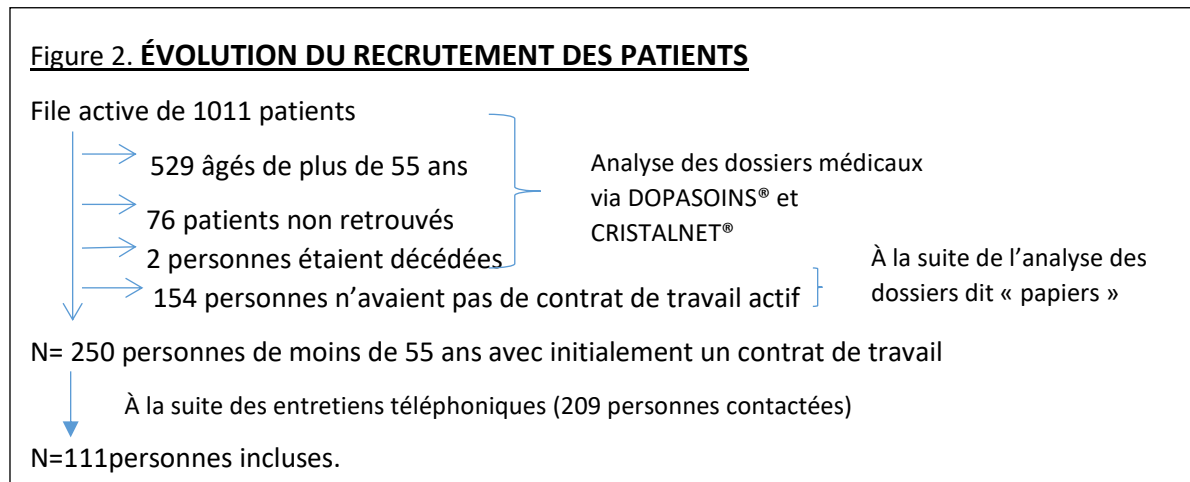 Figure 2. ÉVOLUTION DU RECRUTEMENT DES PATIENTS
File active de 1011 patients
529 âgés de plus de 55 ans
76 patients non retrouvés
2 personnes étaient décédées
Analyse des dossiers médicaux
via DOPASOINS® et
CRISTALNET®
154 personnes n’avaient pas de contrat de travail actif
À la suite de l’analyse des
dossiers dit « papiers »
N= 250 personnes de moins de 55 ans avec initialement un contrat de travail
À la suite des entretiens téléphoniques (209 personnes contactées)
N=111personnes incluses.